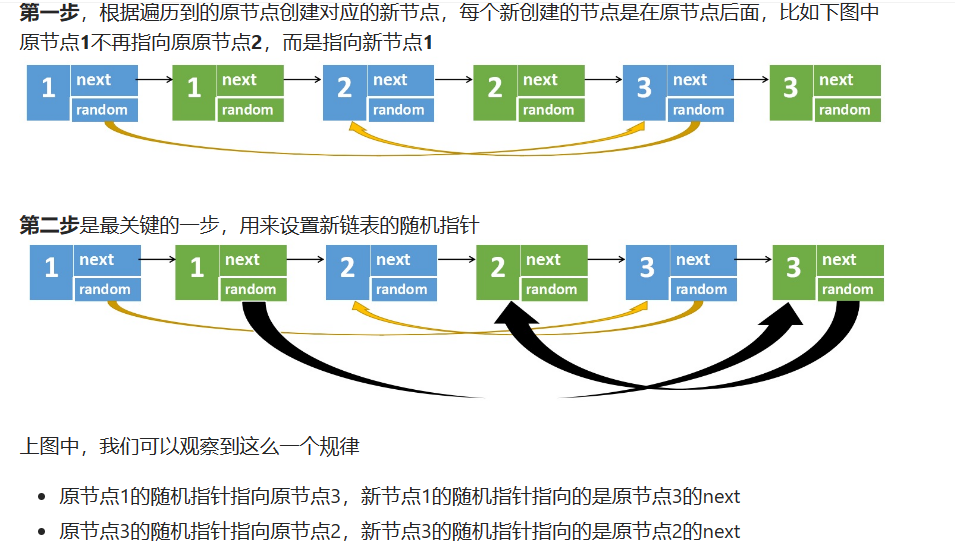 第一步，根据遍历到的原节点创建对应的新节点，每个新创建的节点是在原节点后面，比如下图中
原节点1不再指向原原节点2，而是指向新节点1
1 next 1 next 2 next 2 next 3 next 3 next
random random random random random random
第二步是最关键的一步，用来设置新链表的随机指针
1 next 1 next 2 next 2 next 3 next 3 next
random random random random random random
上图中，我们可以观察到这么一个规律
• 原节点1的随机指针指向原节点3，新节点1的随机指针指向的是原节点3的next
• 原节点3的随机指针指向原节点2，新节点3的随机指针指向的是原节点2的next